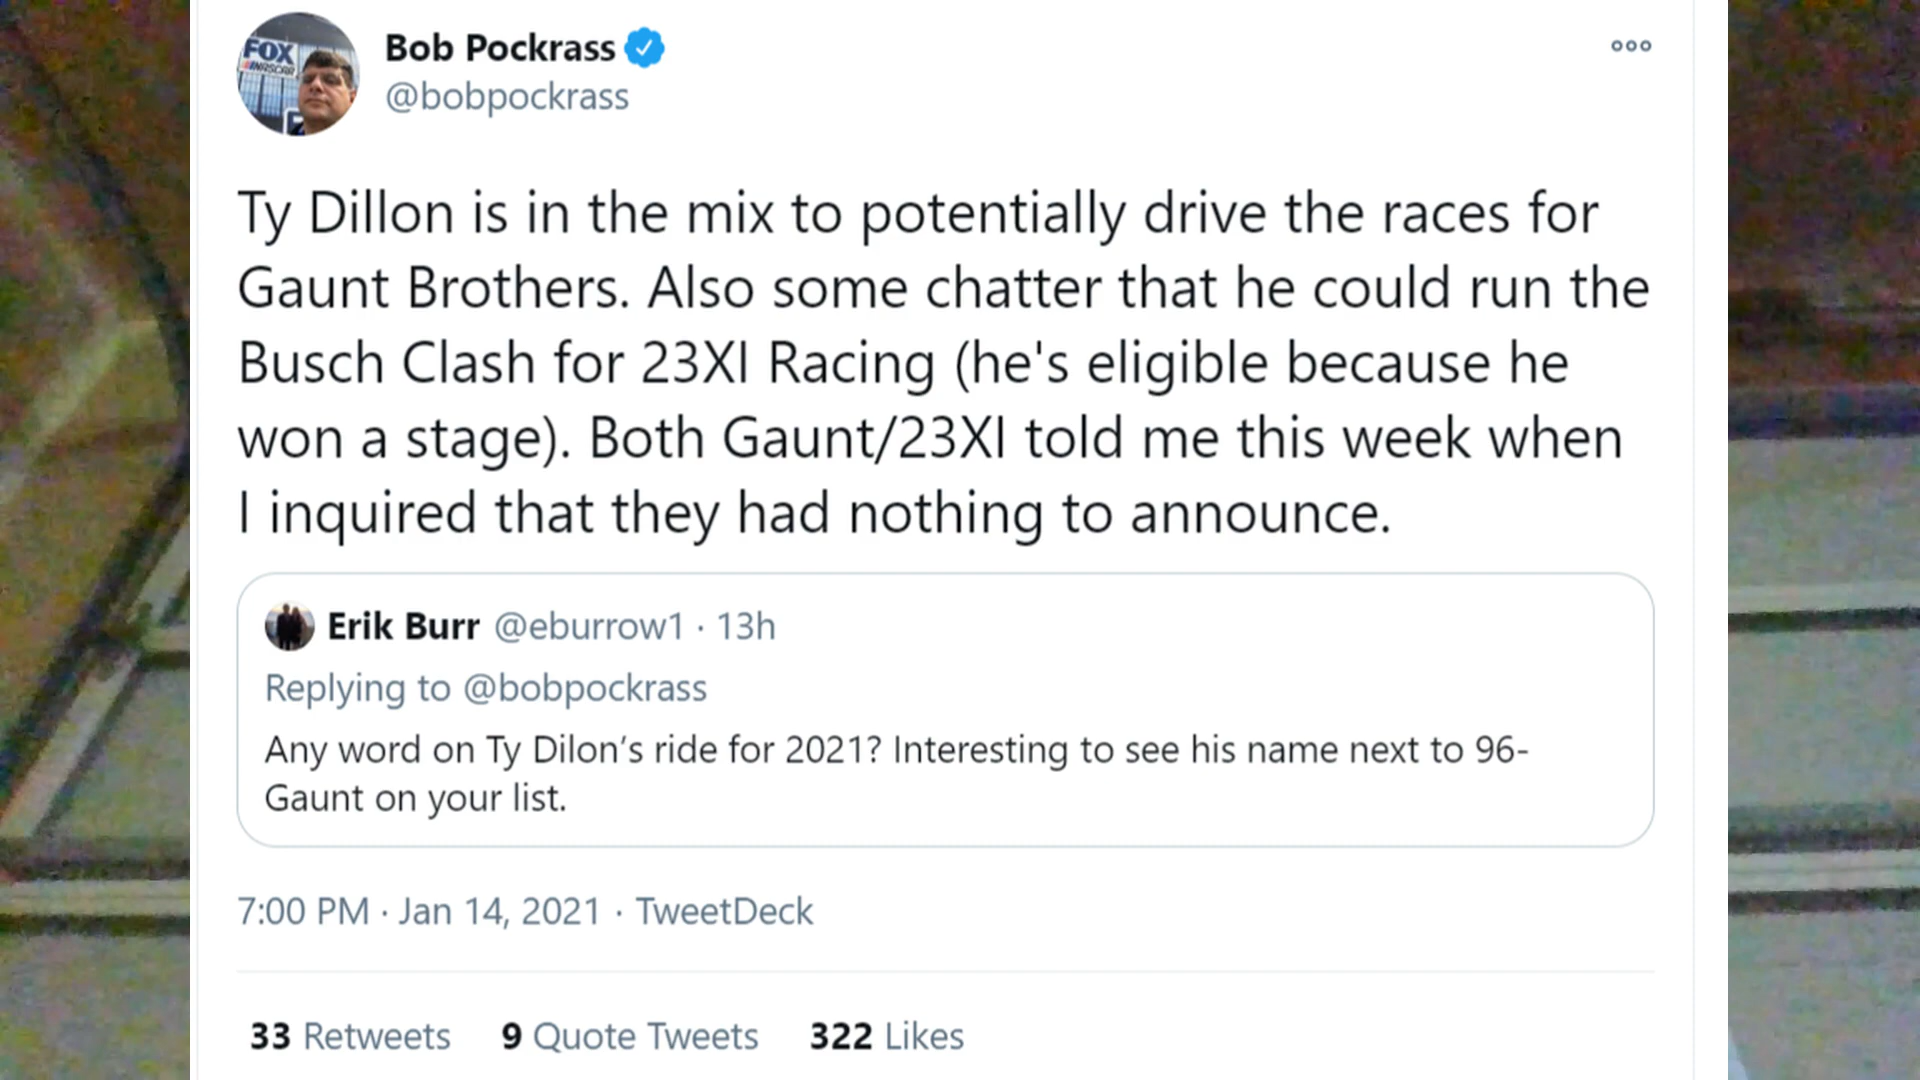 FOX
NASCAR
Bob Pockrass
@bobpockrass
Ty Dillon is in the mix to potentially drive the races for
Gaunt Brothers. Also some chatter that he could run the
Busch Clash for 23XI Racing (he's eligible because he
won a stage). Both Gaunt/23XI told me this week when
I inquired that they had nothing to announce.
Erik Burr @eburrow1 · 13h
Replying to @bobpockrass
Any word on Ty Dilon’s ride for 2021? Interesting to see his name next to 96-
Gaunt on your list.
7:00 PM · Jan 14, 2021 · TweetDeck
33 Retweets 9 Quote Tweets 322 Likes